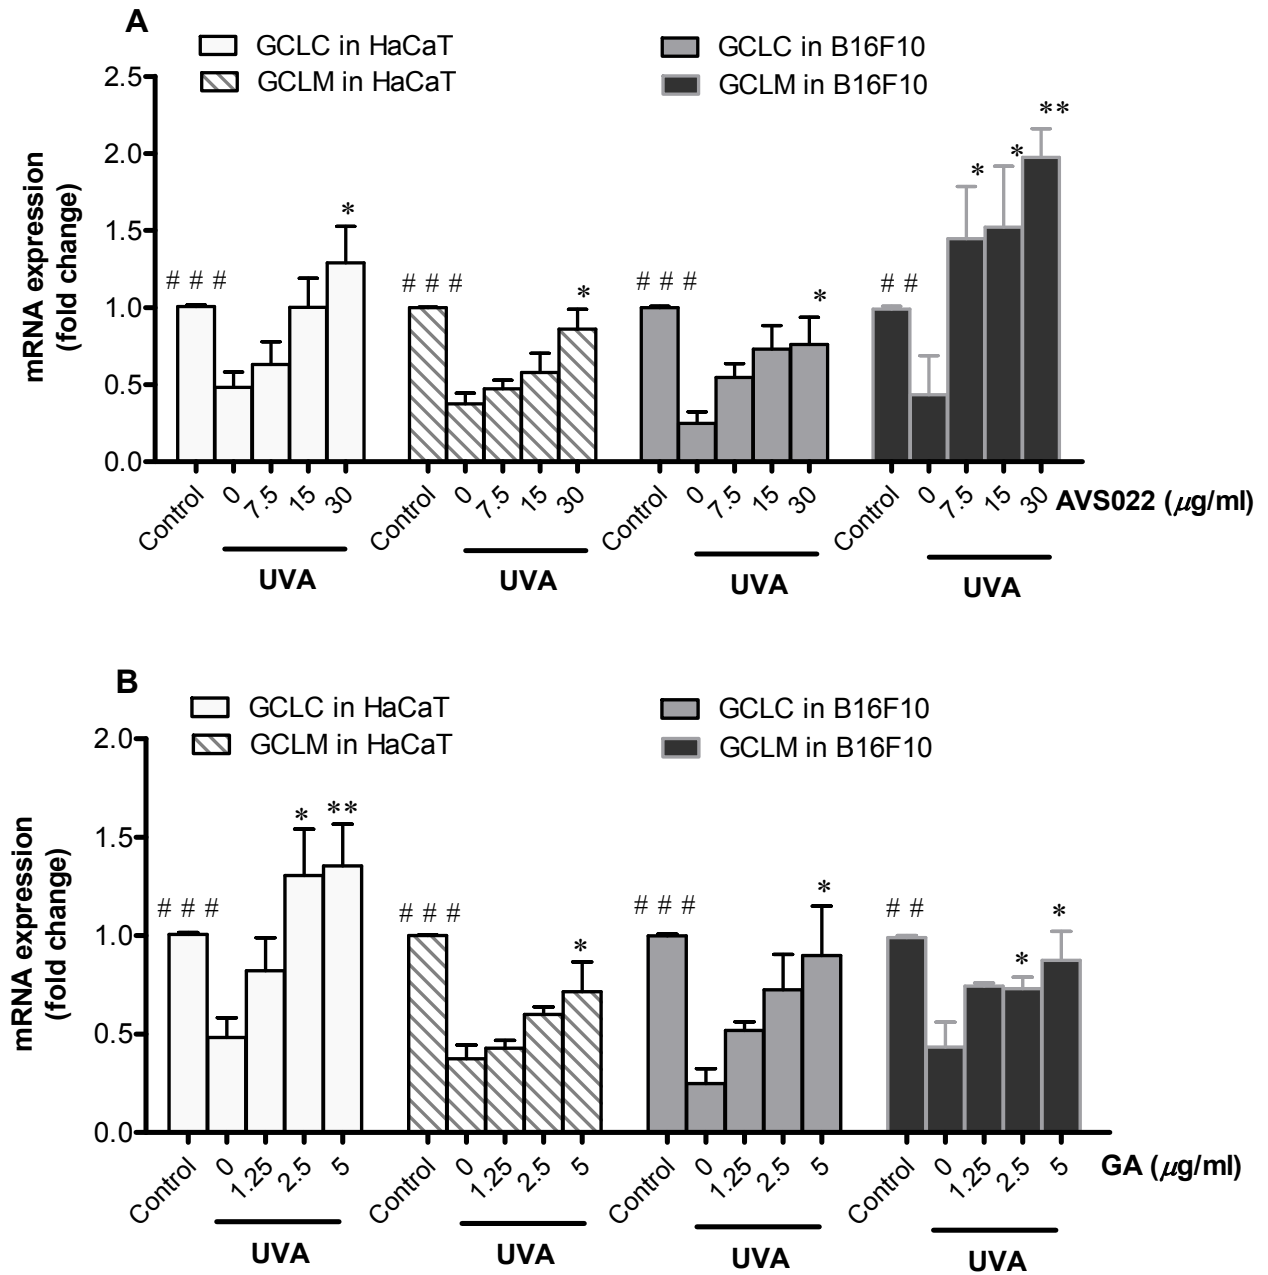 A
GCLC in HaCaT
GCLM in HaCaT
GCLC in B16F10
GCLM in B16F10
mRNA expression
(fold change)
2.5
2.0
1.5
1.0
0.5
0.0
# # #
*
# # #
*
# # #
*
# #
*
*
**
Control 0 7.5 15 30
Control 0 7.5 15 30
Control 0 7.5 15 30
Control 0 7.5 15 30
AVS022 (μg/ml)
UVA
UVA
UVA
UVA
B
GCLC in HaCaT
GCLM in HaCaT
GCLC in B16F10
GCLM in B16F10
mRNA expression
(fold change)
2.0
1.5
1.0
0.5
0.0
# # #
*
**
# # #
*
# # #
*
# #
*
*
Control 0 1.25 2.5 5
Control 0 1.25 2.5 5
Control 0 1.25 2.5 5
Control 0 1.25 2.5 5
GA (μg/ml)
UVA
UVA
UVA
UVA